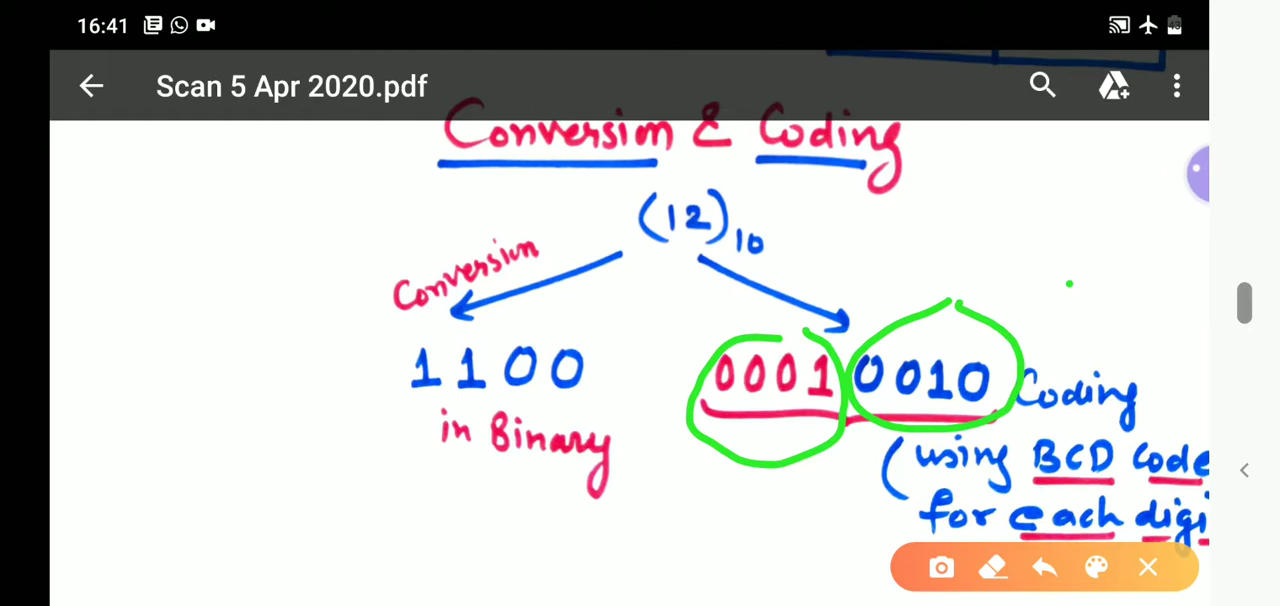 16:41
Scan 5 Apr 2020.pdf
Conversion & Coding
(12)10
Conversion
1100
0001 0010 Coding
in Binary
(using BCD Code
for each digi